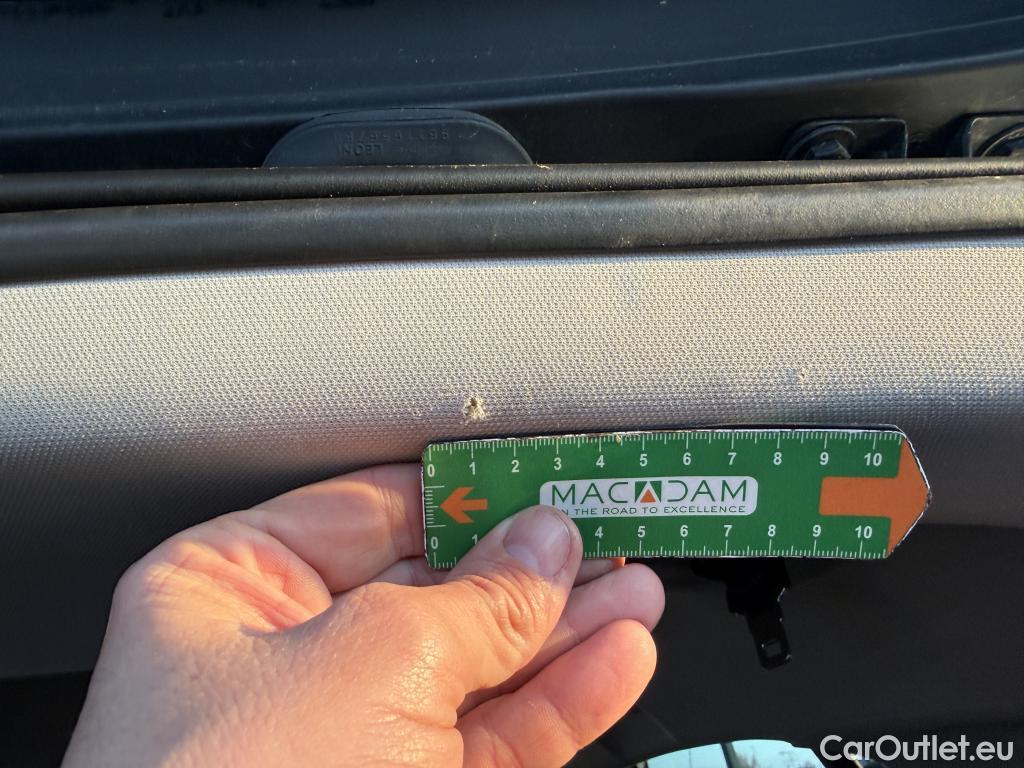 0 1 2 3 4 5 6 7 8 9 10
MACADAM
ON THE ROAD TO EXCELLENCE
0 1 4 5 6 7 8 9 10
CarOutlet.eu